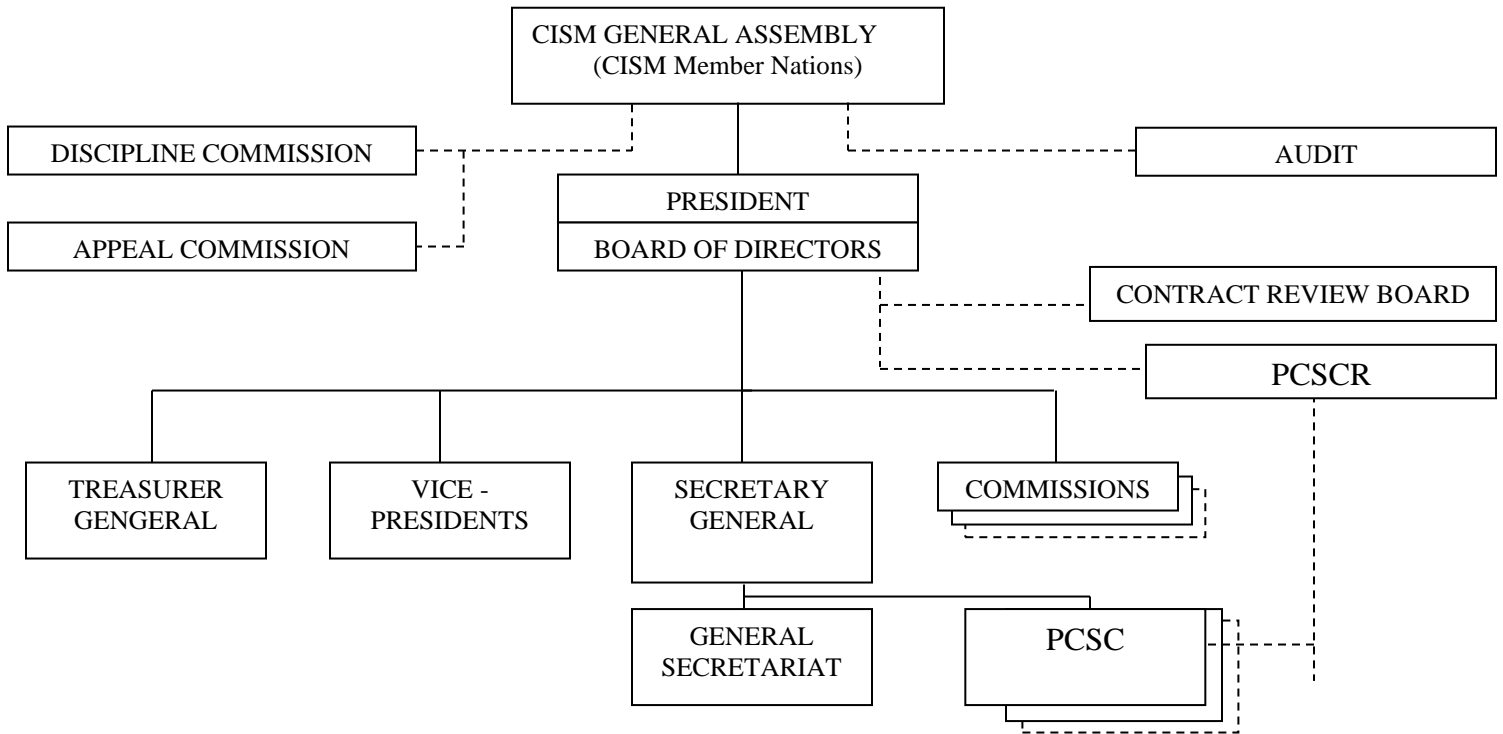 CISM GENERAL ASSEMBLY
(CISM Member Nations)
DISCIPLINE COMMISSION
AUDIT
PRESIDENT
APPEAL COMMISSION
BOARD OF DIRECTORS
CONTRACT REVIEW BOARD
PCSCR
TREASURER
GENGERAL
VICE -
PRESIDENTS
SECRETARY
GENERAL
COMMISSIONS
GENERAL
SECRETARIAT
PCSC